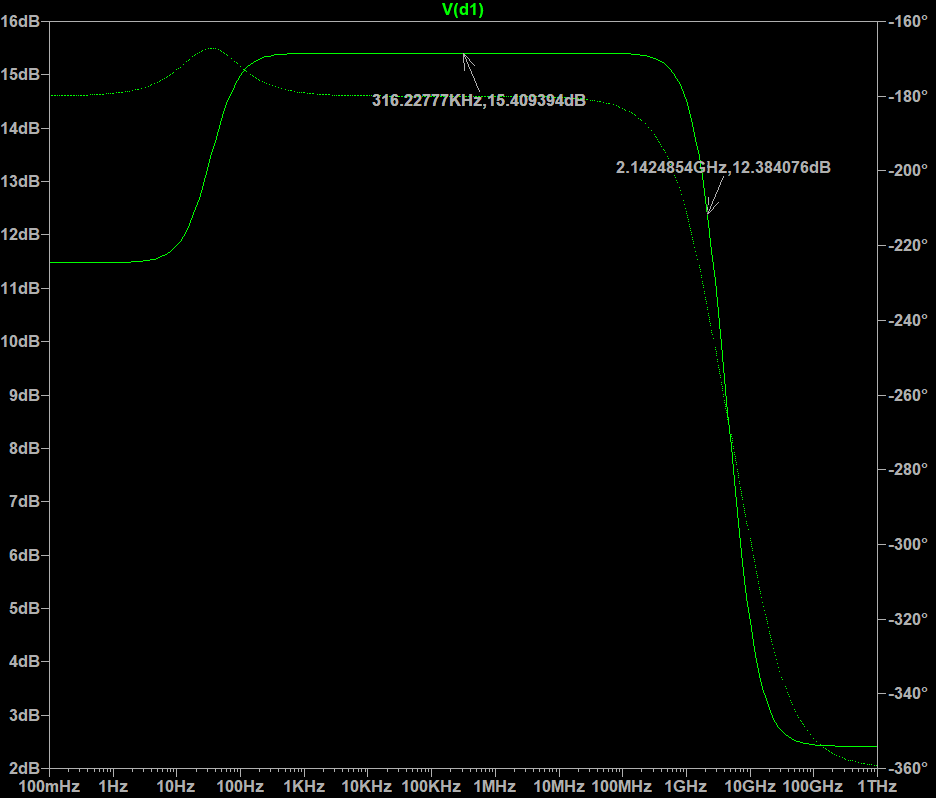 V(d1)
16dB
15dB
14dB
13dB
12dB
11dB
10dB
9dB
8dB
7dB
6dB
5dB
4dB
3dB
2dB
-160°
-180°
-200°
-220°
-240°
-260°
-280°
-300°
-320°
-340°
-360°
316.22777KHz,15.409394dB
2.1424854GHz,12.384076dB
100mHz 1Hz 10Hz 100Hz 1KHz 10KHz 100KHz 1MHz 10MHz 100MHz 1GHz 10GHz 100GHz 1THz